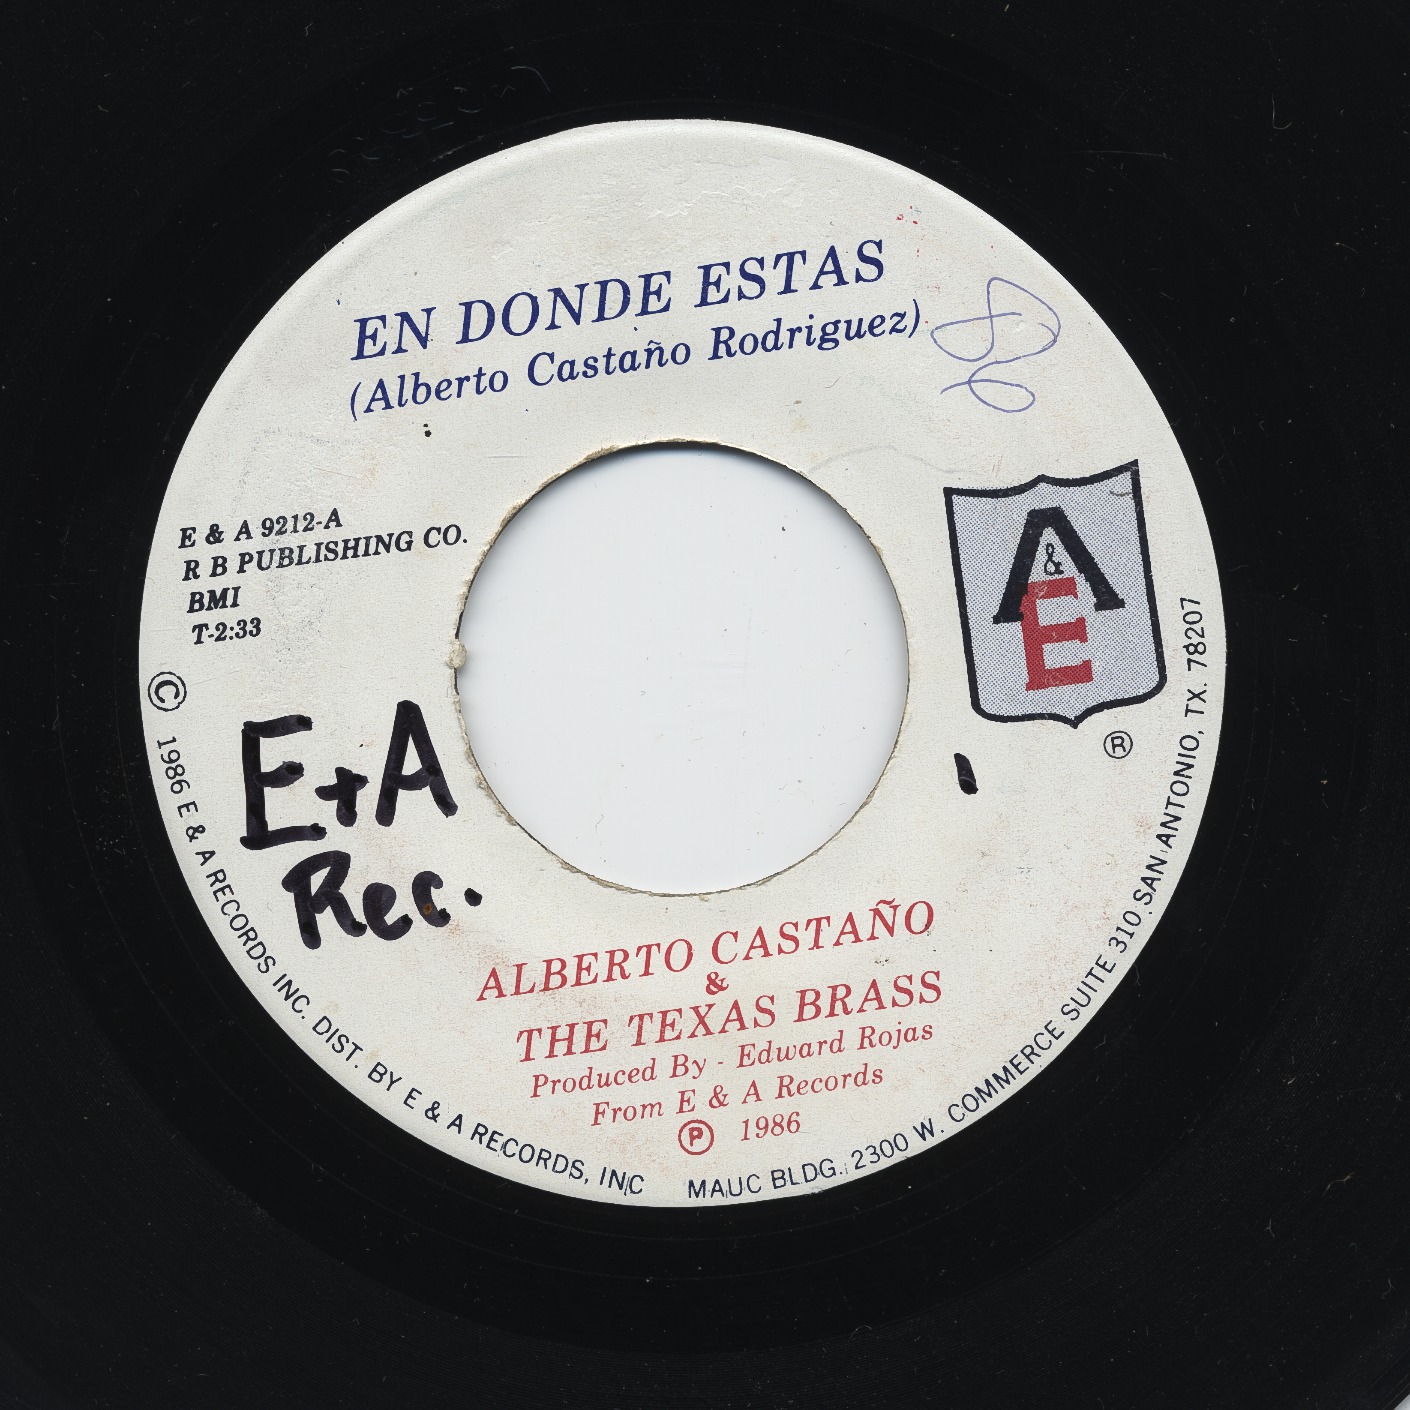 EN DONDE ESTAS
(Alberto Castaño Rodriguez)
E & A 9212-A
R B PUBLISHING CO.
BMI
T-2:33
A
&
E
®
E+A
Rec.
ALBERTO CASTAÑO
&
THE TEXAS BRASS
Produced By - Edward Rojas
From E & A Records
Ⓟ 1986
© 1986 E & A RECORDS INC. DIST. BY E & A RECORDS, INC MAUC BLDG. 2300 W. COMMERCE SUITE 310 SAN ANTONIO, TX. 78207